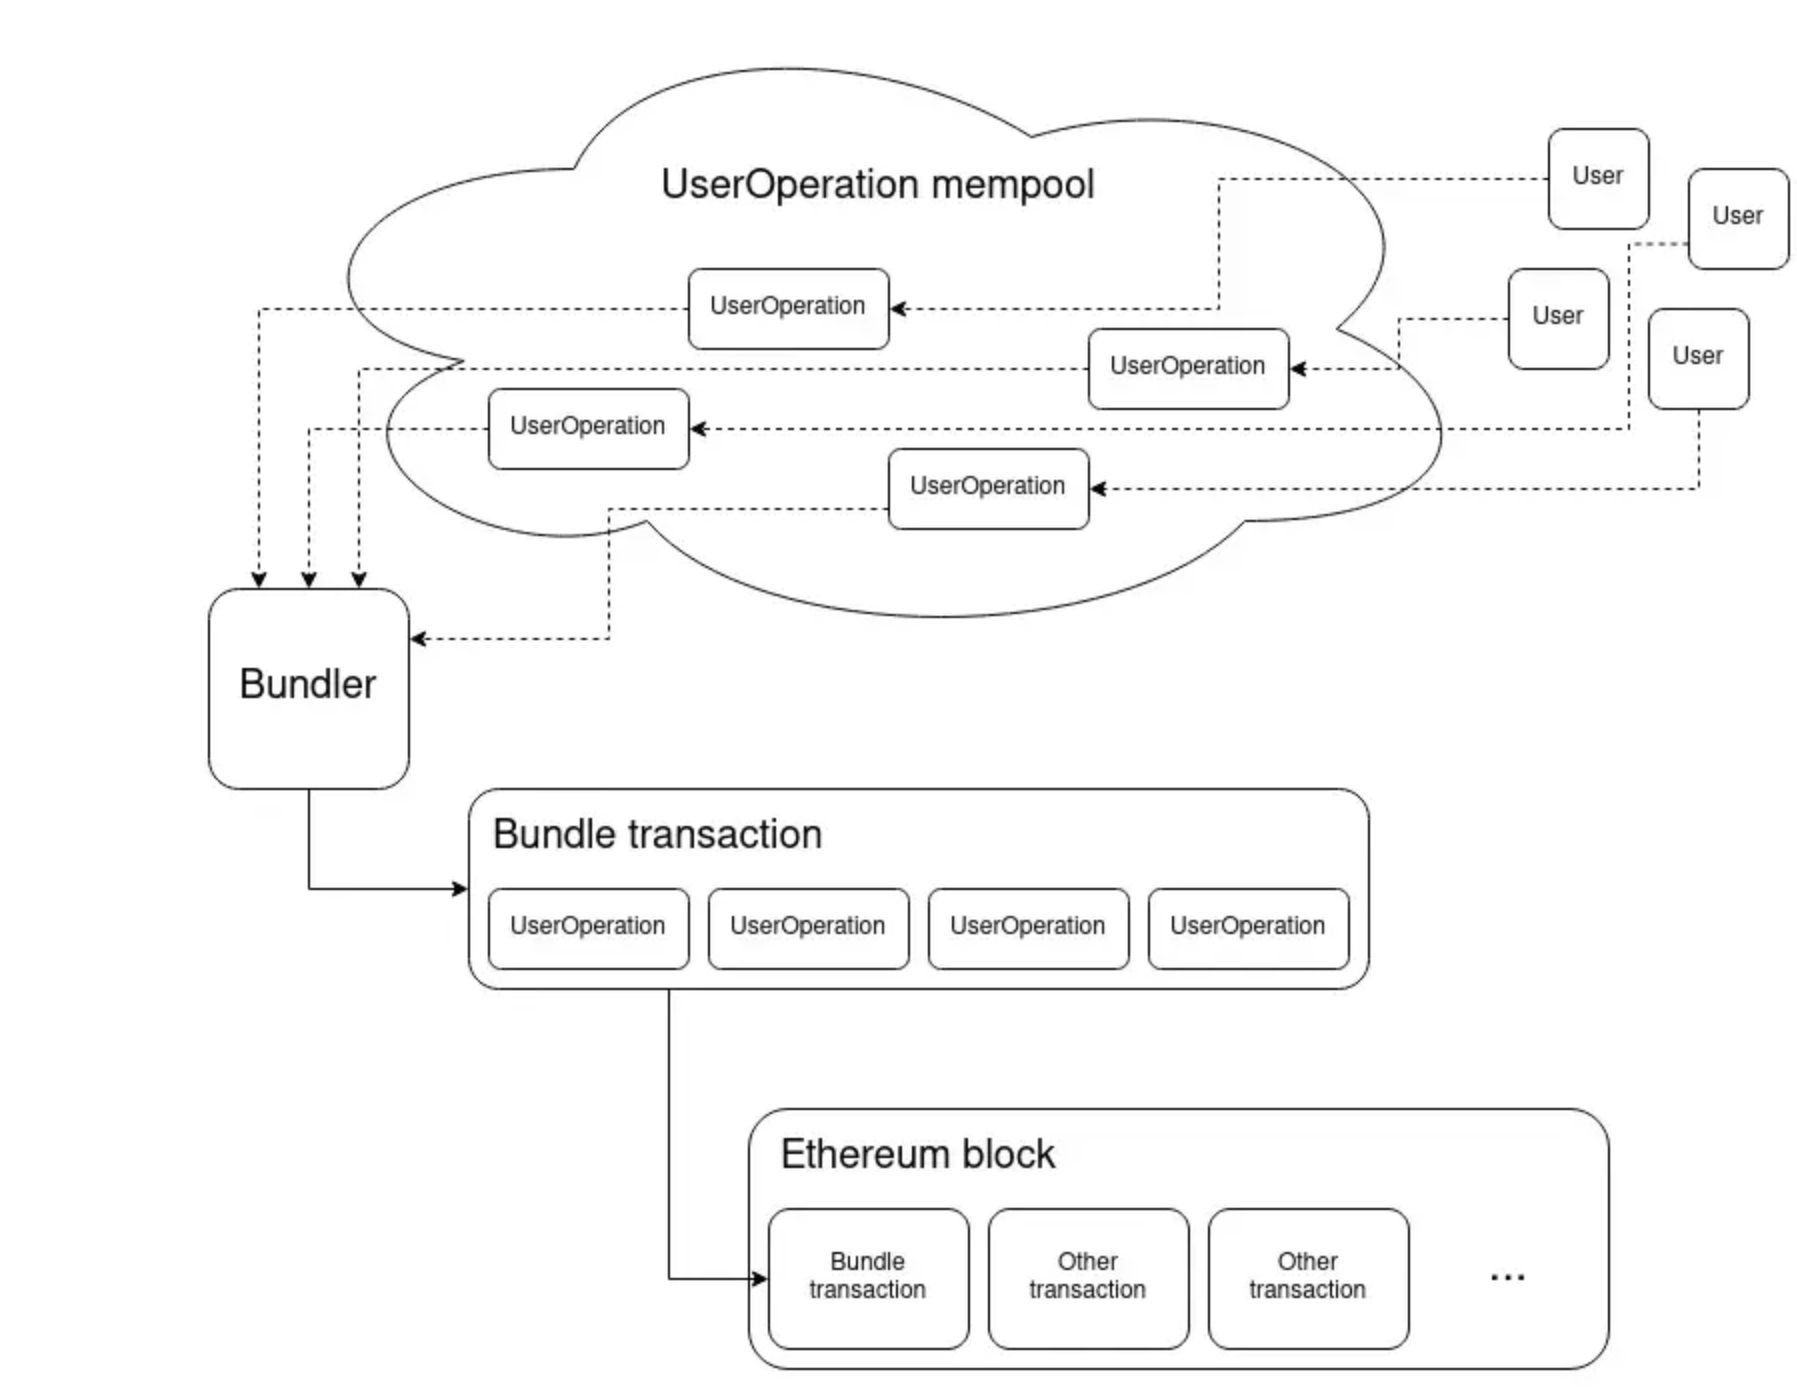 UserOperation mempool
User
User
UserOperation
User
UserOperation
User
UserOperation
UserOperation
Bundler
Bundle transaction
UserOperation
UserOperation
UserOperation
UserOperation
Ethereum block
Bundle
transaction
Other
transaction
Other
transaction
...